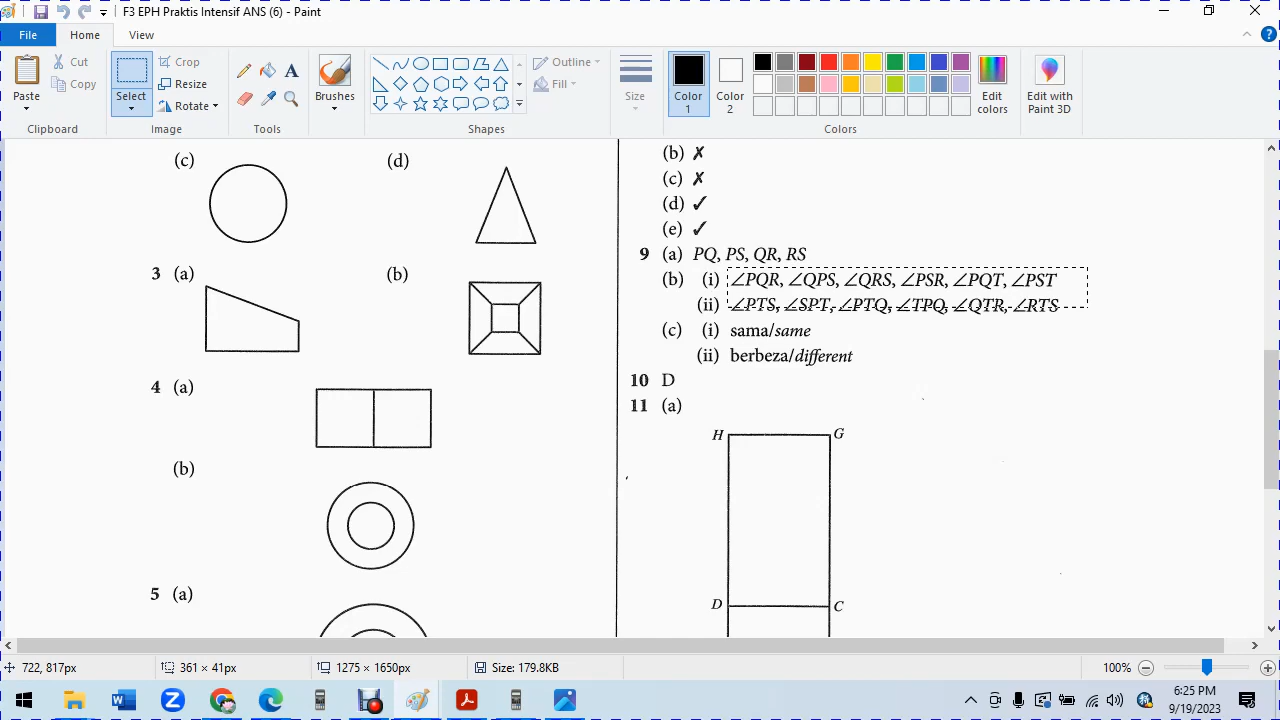 F3 EPH Praktis Intensif ANS (6) - Paint
File Home View
Paste
Cut
Copy
Clipboard
Select
Crop
Resize
Rotate
Image
A
Tools
Brushes
Outline
Fill
Shapes
Size
Color 1
Color 2
Edit colors
Colors
Edit with Paint 3D
(c) (d)
3 (a) (b)
4 (a)
(b)
5 (a)
(b) ✗
(c) ✗
(d) ✓
(e) ✓
9 (a) PQ, PS, QR, RS
(b) (i) ∠PQR, ∠QPS, ∠QRS, ∠PSR, ∠PQT, ∠PST
(ii) ∠PTS, ∠SPT, ∠PTQ, ∠TPQ, ∠QTR, ∠RTS
(c) (i) sama/same
(ii) berbeza/different
10 D
11 (a)
H G
D C
722, 817px 361 × 41px 1275 × 1650px Size: 179.8KB 100%
6:25 PM
9/19/2023